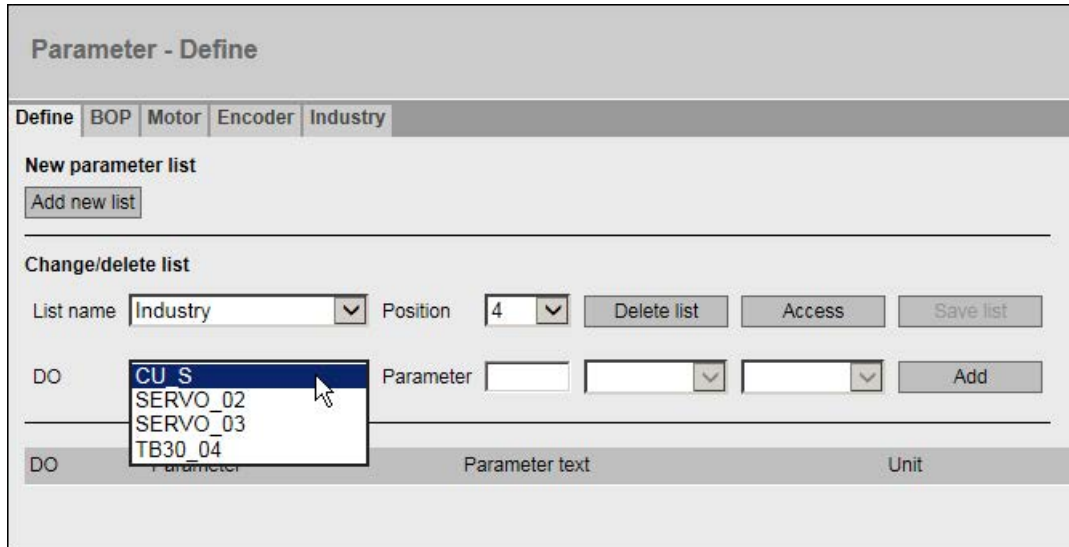 Parameter - Define
Define BOP Motor Encoder Industry
New parameter list
Add new list
Change/delete list
List name Industry Position 4 Delete list Access Save list
DO CU_S Parameter Add
SERVO_02
SERVO_03
TB30_04
DO Parameter Parameter text Unit